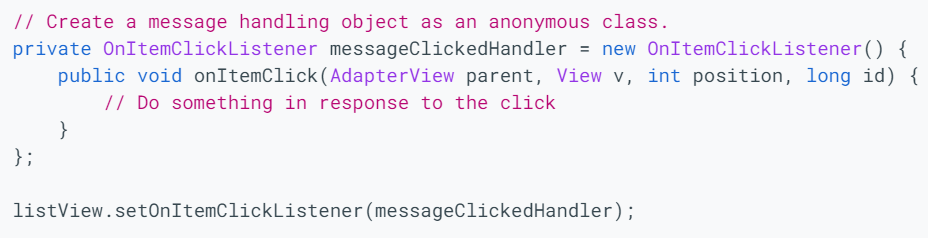 // Create a message handling object as an anonymous class.
private OnItemClickListener messageClickedHandler = new OnItemClickListener() {
    public void onItemClick(AdapterView parent, View v, int position, long id) {
        // Do something in response to the click
    }
};

listView.setOnItemClickListener(messageClickedHandler);